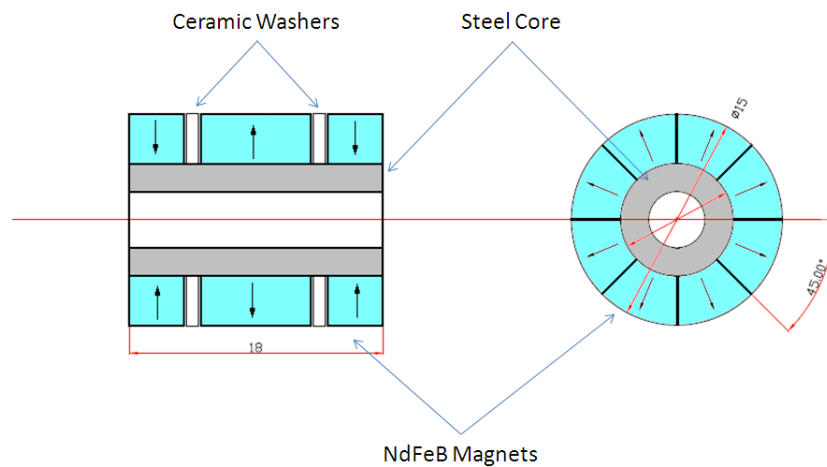 Ceramic Washers
Steel Core
ø15
45.00°
18
NdFeB Magnets